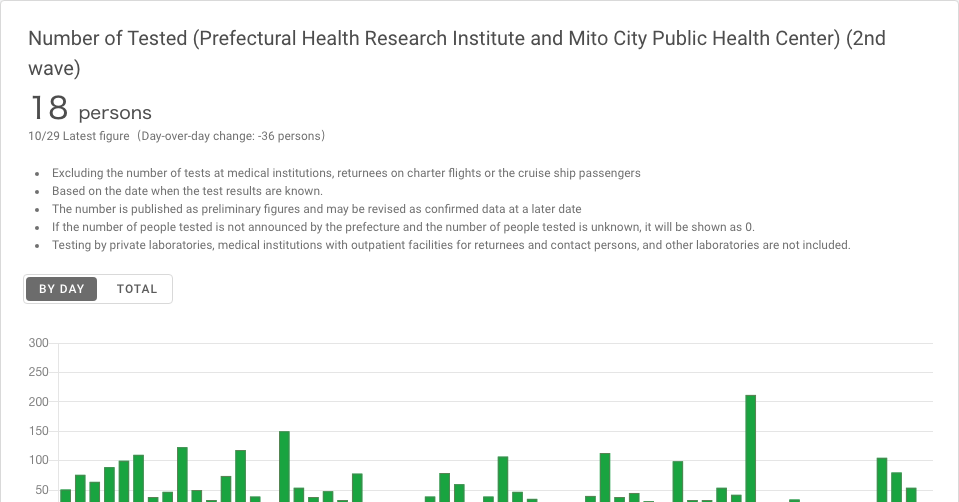 Number of Tested (Prefectural Health Research Institute and Mito City Public Health Center) (2nd
wave)
18 persons
10/29 Latest figure（Day-over-day change: -36 persons）
• Excluding the number of tests at medical institutions, returnees on charter flights or the cruise ship passengers
• Based on the date when the test results are known.
• The number is published as preliminary figures and may be revised as confirmed data at a later date
• If the number of people tested is not announced by the prefecture and the number of people tested is unknown, it will be shown as 0.
• Testing by private laboratories, medical institutions with outpatient facilities for returnees and contact persons, and other laboratories are not included.
BY DAY TOTAL
300
250
200
150
100
50